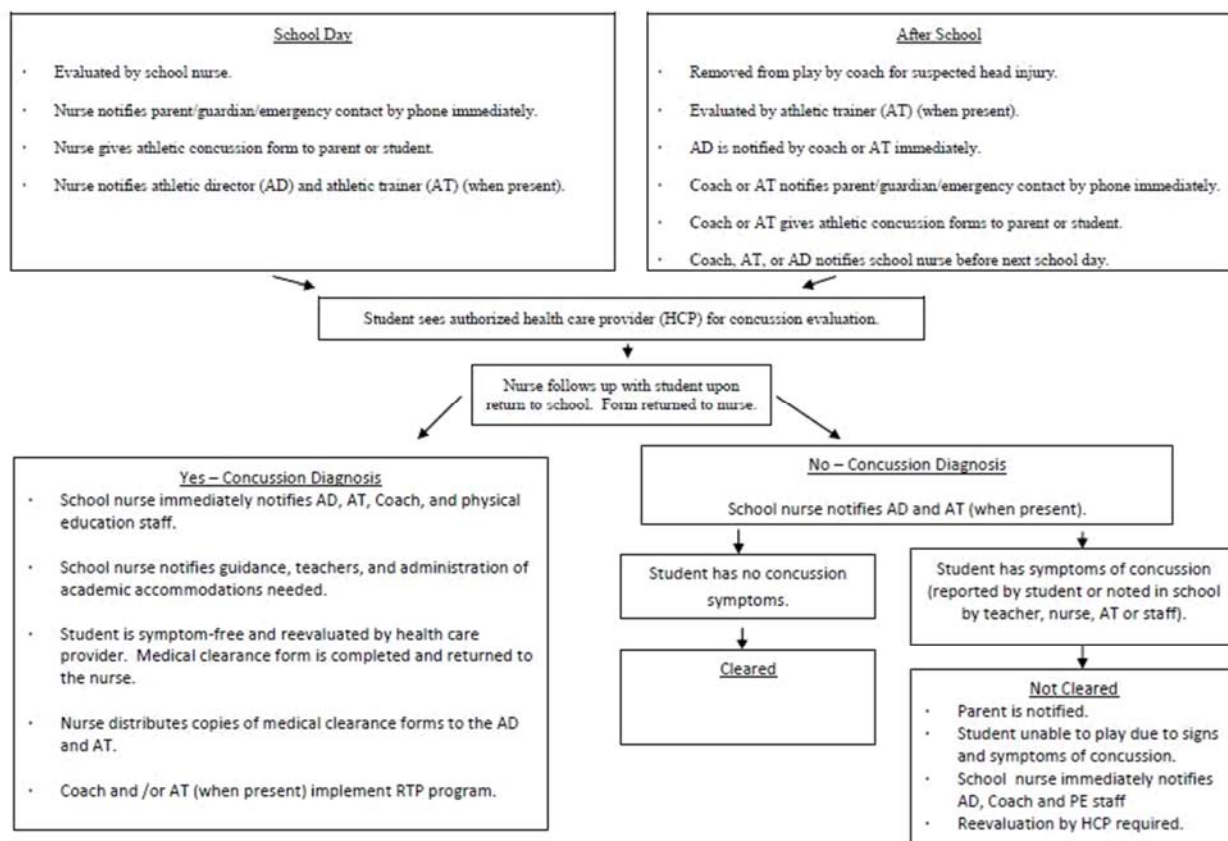 School Day
· Evaluated by school nurse.
· Nurse notifies parent/guardian/emergency contact by phone immediately.
· Nurse gives athletic concussion form to parent or student.
· Nurse notifies athletic director (AD) and athletic trainer (AT) (when present).
After School
· Removed from play by coach for suspected head injury.
· Evaluated by athletic trainer (AT) (when present).
· AD is notified by coach or AT immediately.
· Coach or AT notifies parent/guardian/emergency contact by phone immediately.
· Coach or AT gives athletic concussion forms to parent or student.
· Coach, AT, or AD notifies school nurse before next school day.
Student sees authorized health care provider (HCP) for concussion evaluation.
Nurse follows up with student upon
return to school. Form returned to nurse.
Yes – Concussion Diagnosis
· School nurse immediately notifies AD, AT, Coach, and physical
education staff.
· School nurse notifies guidance, teachers, and administration of
academic accommodations needed.
· Student is symptom-free and reevaluated by health care
provider. Medical clearance form is completed and returned to
the nurse.
· Nurse distributes copies of medical clearance forms to the AD
and AT.
· Coach and /or AT (when present) implement RTP program.
No – Concussion Diagnosis
School nurse notifies AD and AT (when present).
Student has no concussion
symptoms.
Cleared
Student has symptoms of concussion
(reported by student or noted in school
by teacher, nurse, AT or staff).
Not Cleared
· Parent is notified.
· Student unable to play due to signs
and symptoms of concussion.
· School nurse immediately notifies
AD, Coach and PE staff
· Reevaluation by HCP required.